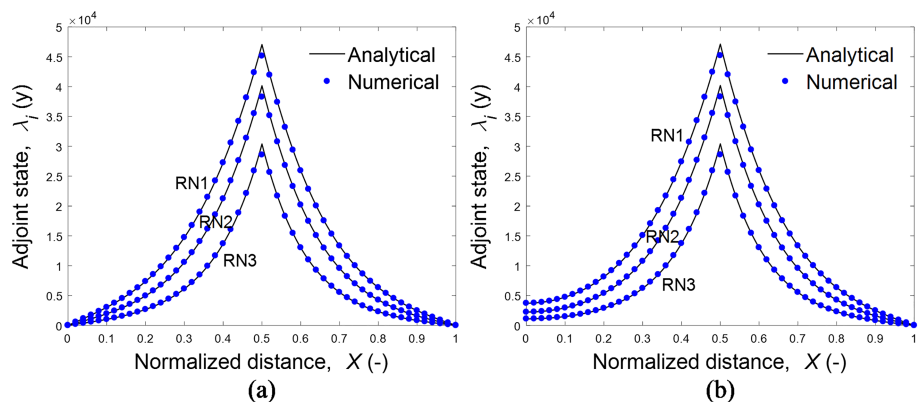 ×10⁴
5
4.5
4
3.5
3
2.5
2
1.5
1
0.5
0
Adjoint state, λi (y)
Analytical
Numerical
RN1
RN2
RN3
0 0.1 0.2 0.3 0.4 0.5 0.6 0.7 0.8 0.9 1
Normalized distance, X (-)
(a)
×10⁴
5
4.5
4
3.5
3
2.5
2
1.5
1
0.5
0
Adjoint state, λi (y)
Analytical
Numerical
RN1
RN2
RN3
0 0.1 0.2 0.3 0.4 0.5 0.6 0.7 0.8 0.9 1
Normalized distance, X (-)
(b)